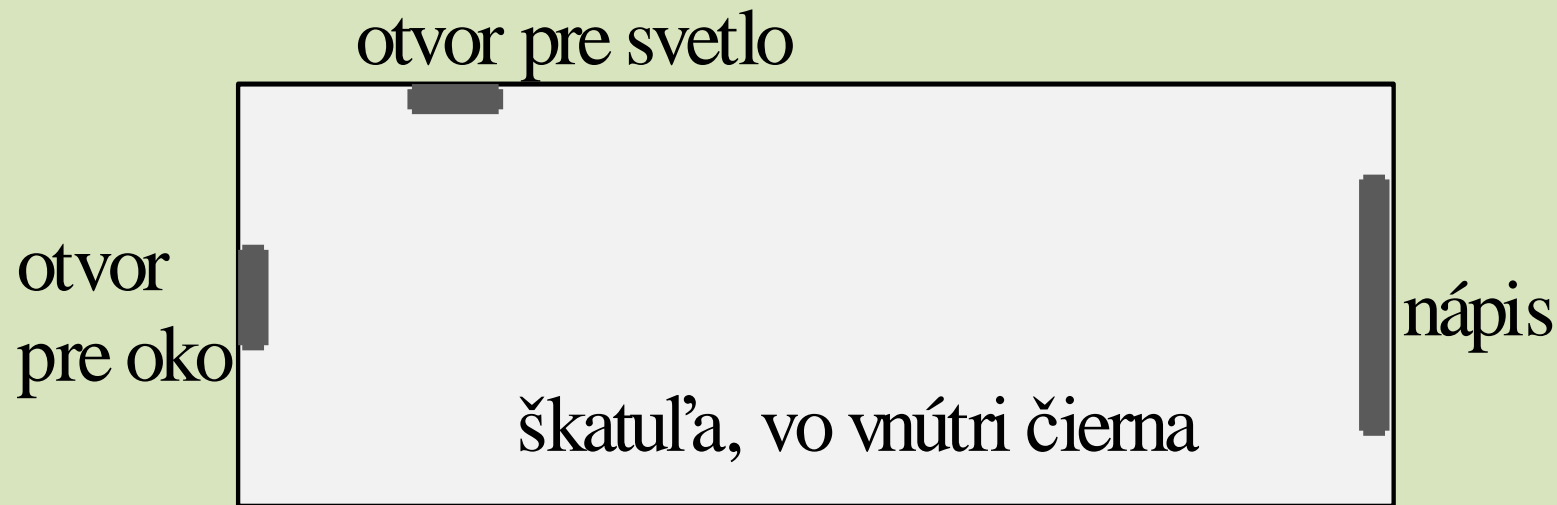 otvor pre svetlo
otvor
pre oko
nápis
škatuľa, vo vnútri čierna